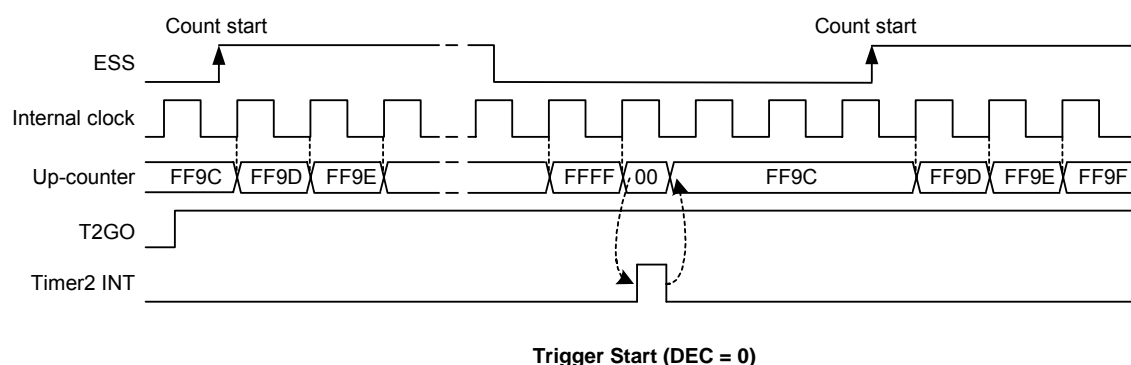 Count start Count start
ESS
Internal clock
Up-counter FF9C FF9D FF9E FFFF 00 FF9C FF9D FF9E FF9F
T2GO
Timer2 INT
Trigger Start (DEC = 0)